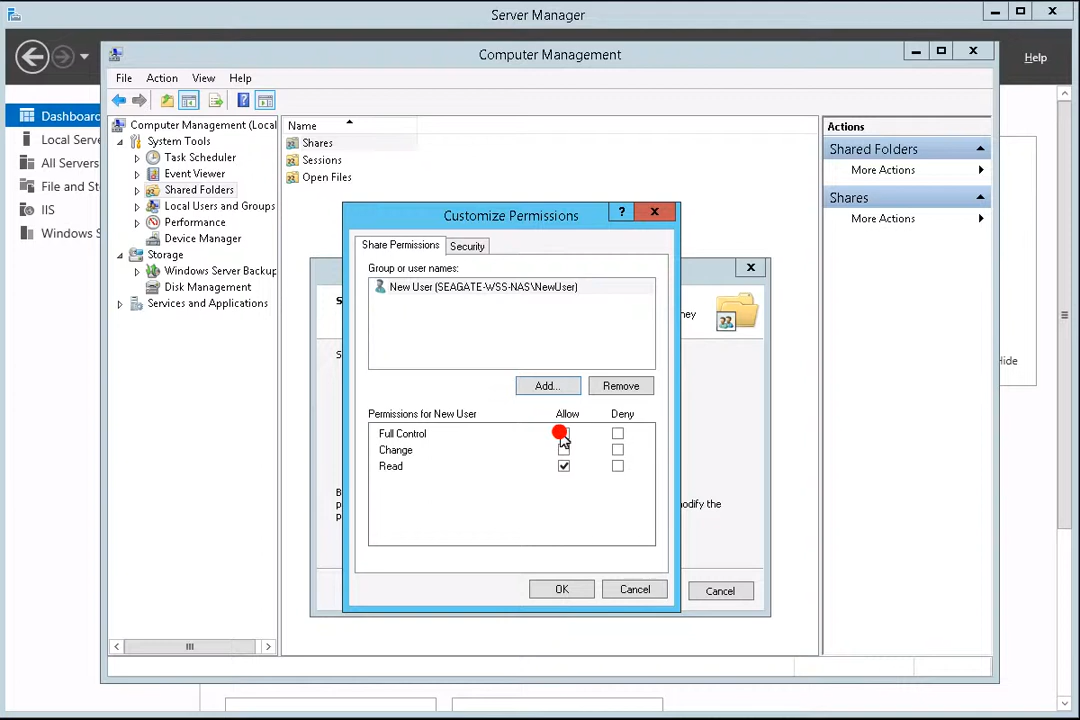 Server Manager
Computer Management
Help
File Action View Help
Dashboard
Local Serve
All Servers
File and St
IIS
Windows S
Computer Management (Local
System Tools
Task Scheduler
Event Viewer
Shared Folders
Local Users and Groups
Performance
Device Manager
Storage
Windows Server Backup
Disk Management
Services and Applications
Name
Shares
Sessions
Open Files
Actions
Shared Folders
More Actions
Shares
More Actions
Customize Permissions
?
Share Permissions Security
Group or user names:
New User (SEAGATE-WSS-NAS\NewUser)
Add... Remove
Permissions for New User Allow Deny
Full Control
Change
Read
OK Cancel
S
ney
S
B
p
p
modify the
Cancel
Hide